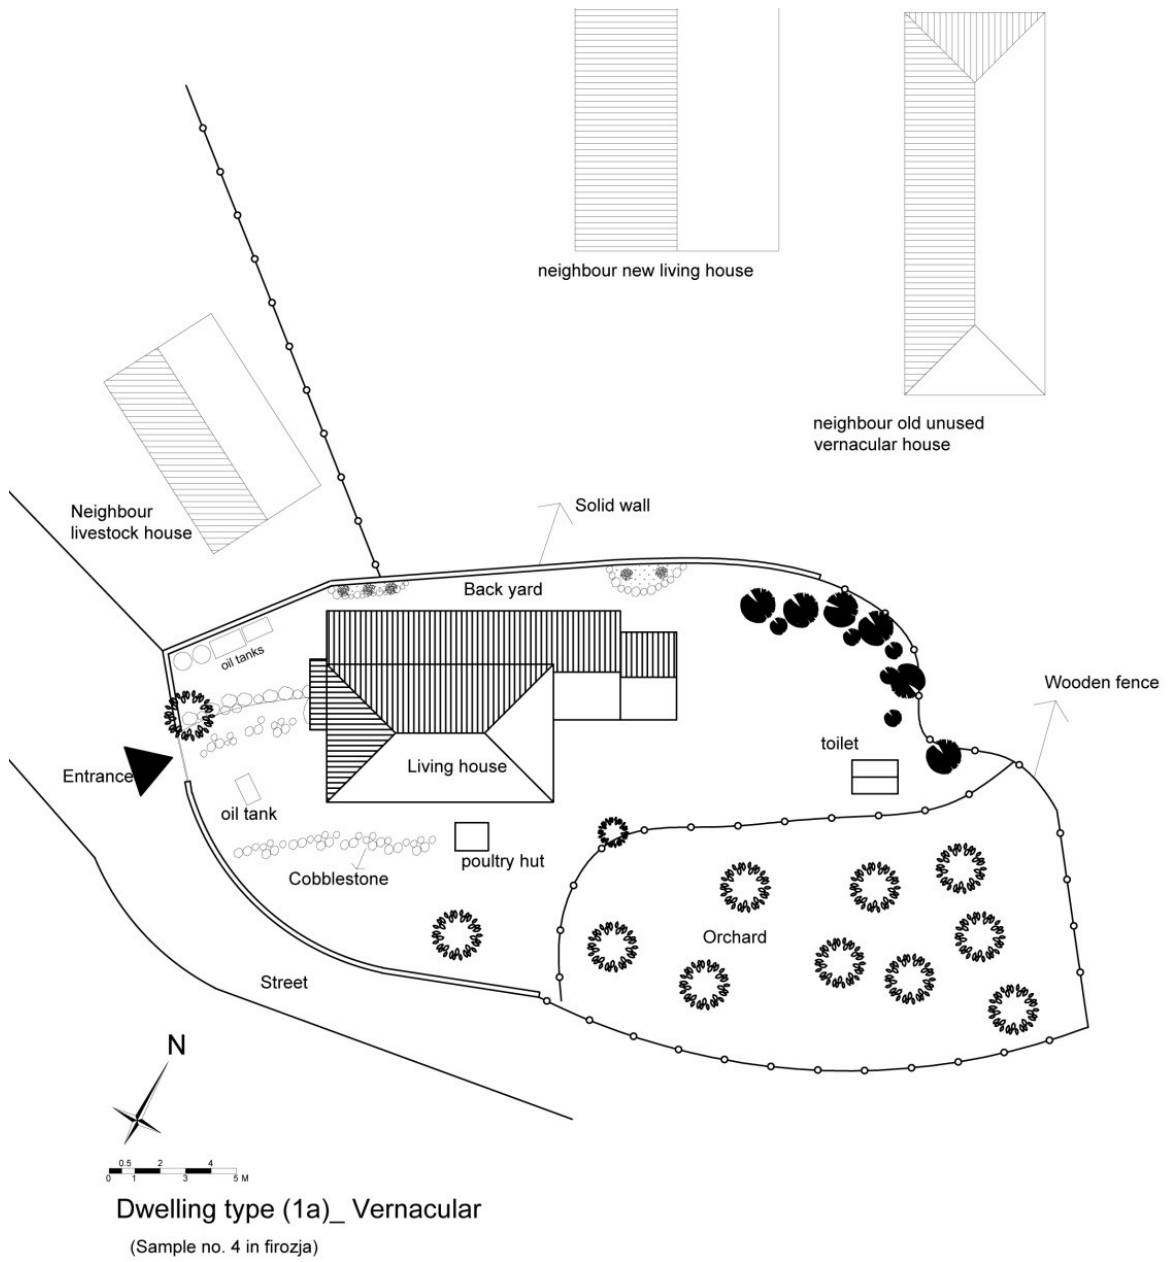 neighbour new living house
neighbour old unused
vernacular house
Neighbour
livestock house
Solid wall
Back yard
oil tanks
Wooden fence
toilet
Living house
Entrance
oil tank
poultry hut
Cobblestone
Orchard
Street
N
0.5 2 4
0 1 3 5 M
Dwelling type (1a)_ Vernacular
(Sample no. 4 in firozja)